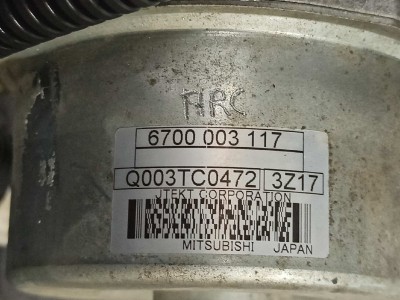 HRC
6700 003 117
Q003TC0472 3Z17
JTEKT CORPORATION
MITSUBISHI JAPAN